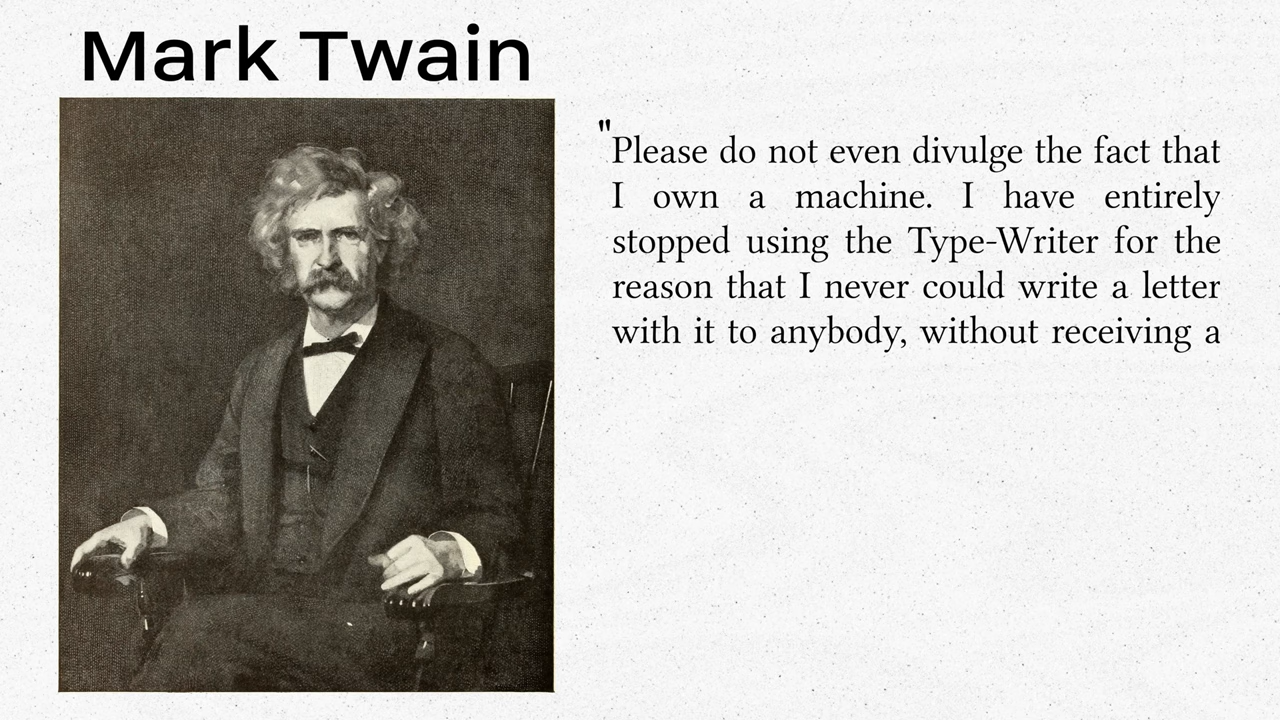 Mark Twain
"Please do not even divulge the fact that
I own a machine. I have entirely
stopped using the Type-Writer for the
reason that I never could write a letter
with it to anybody, without receiving a